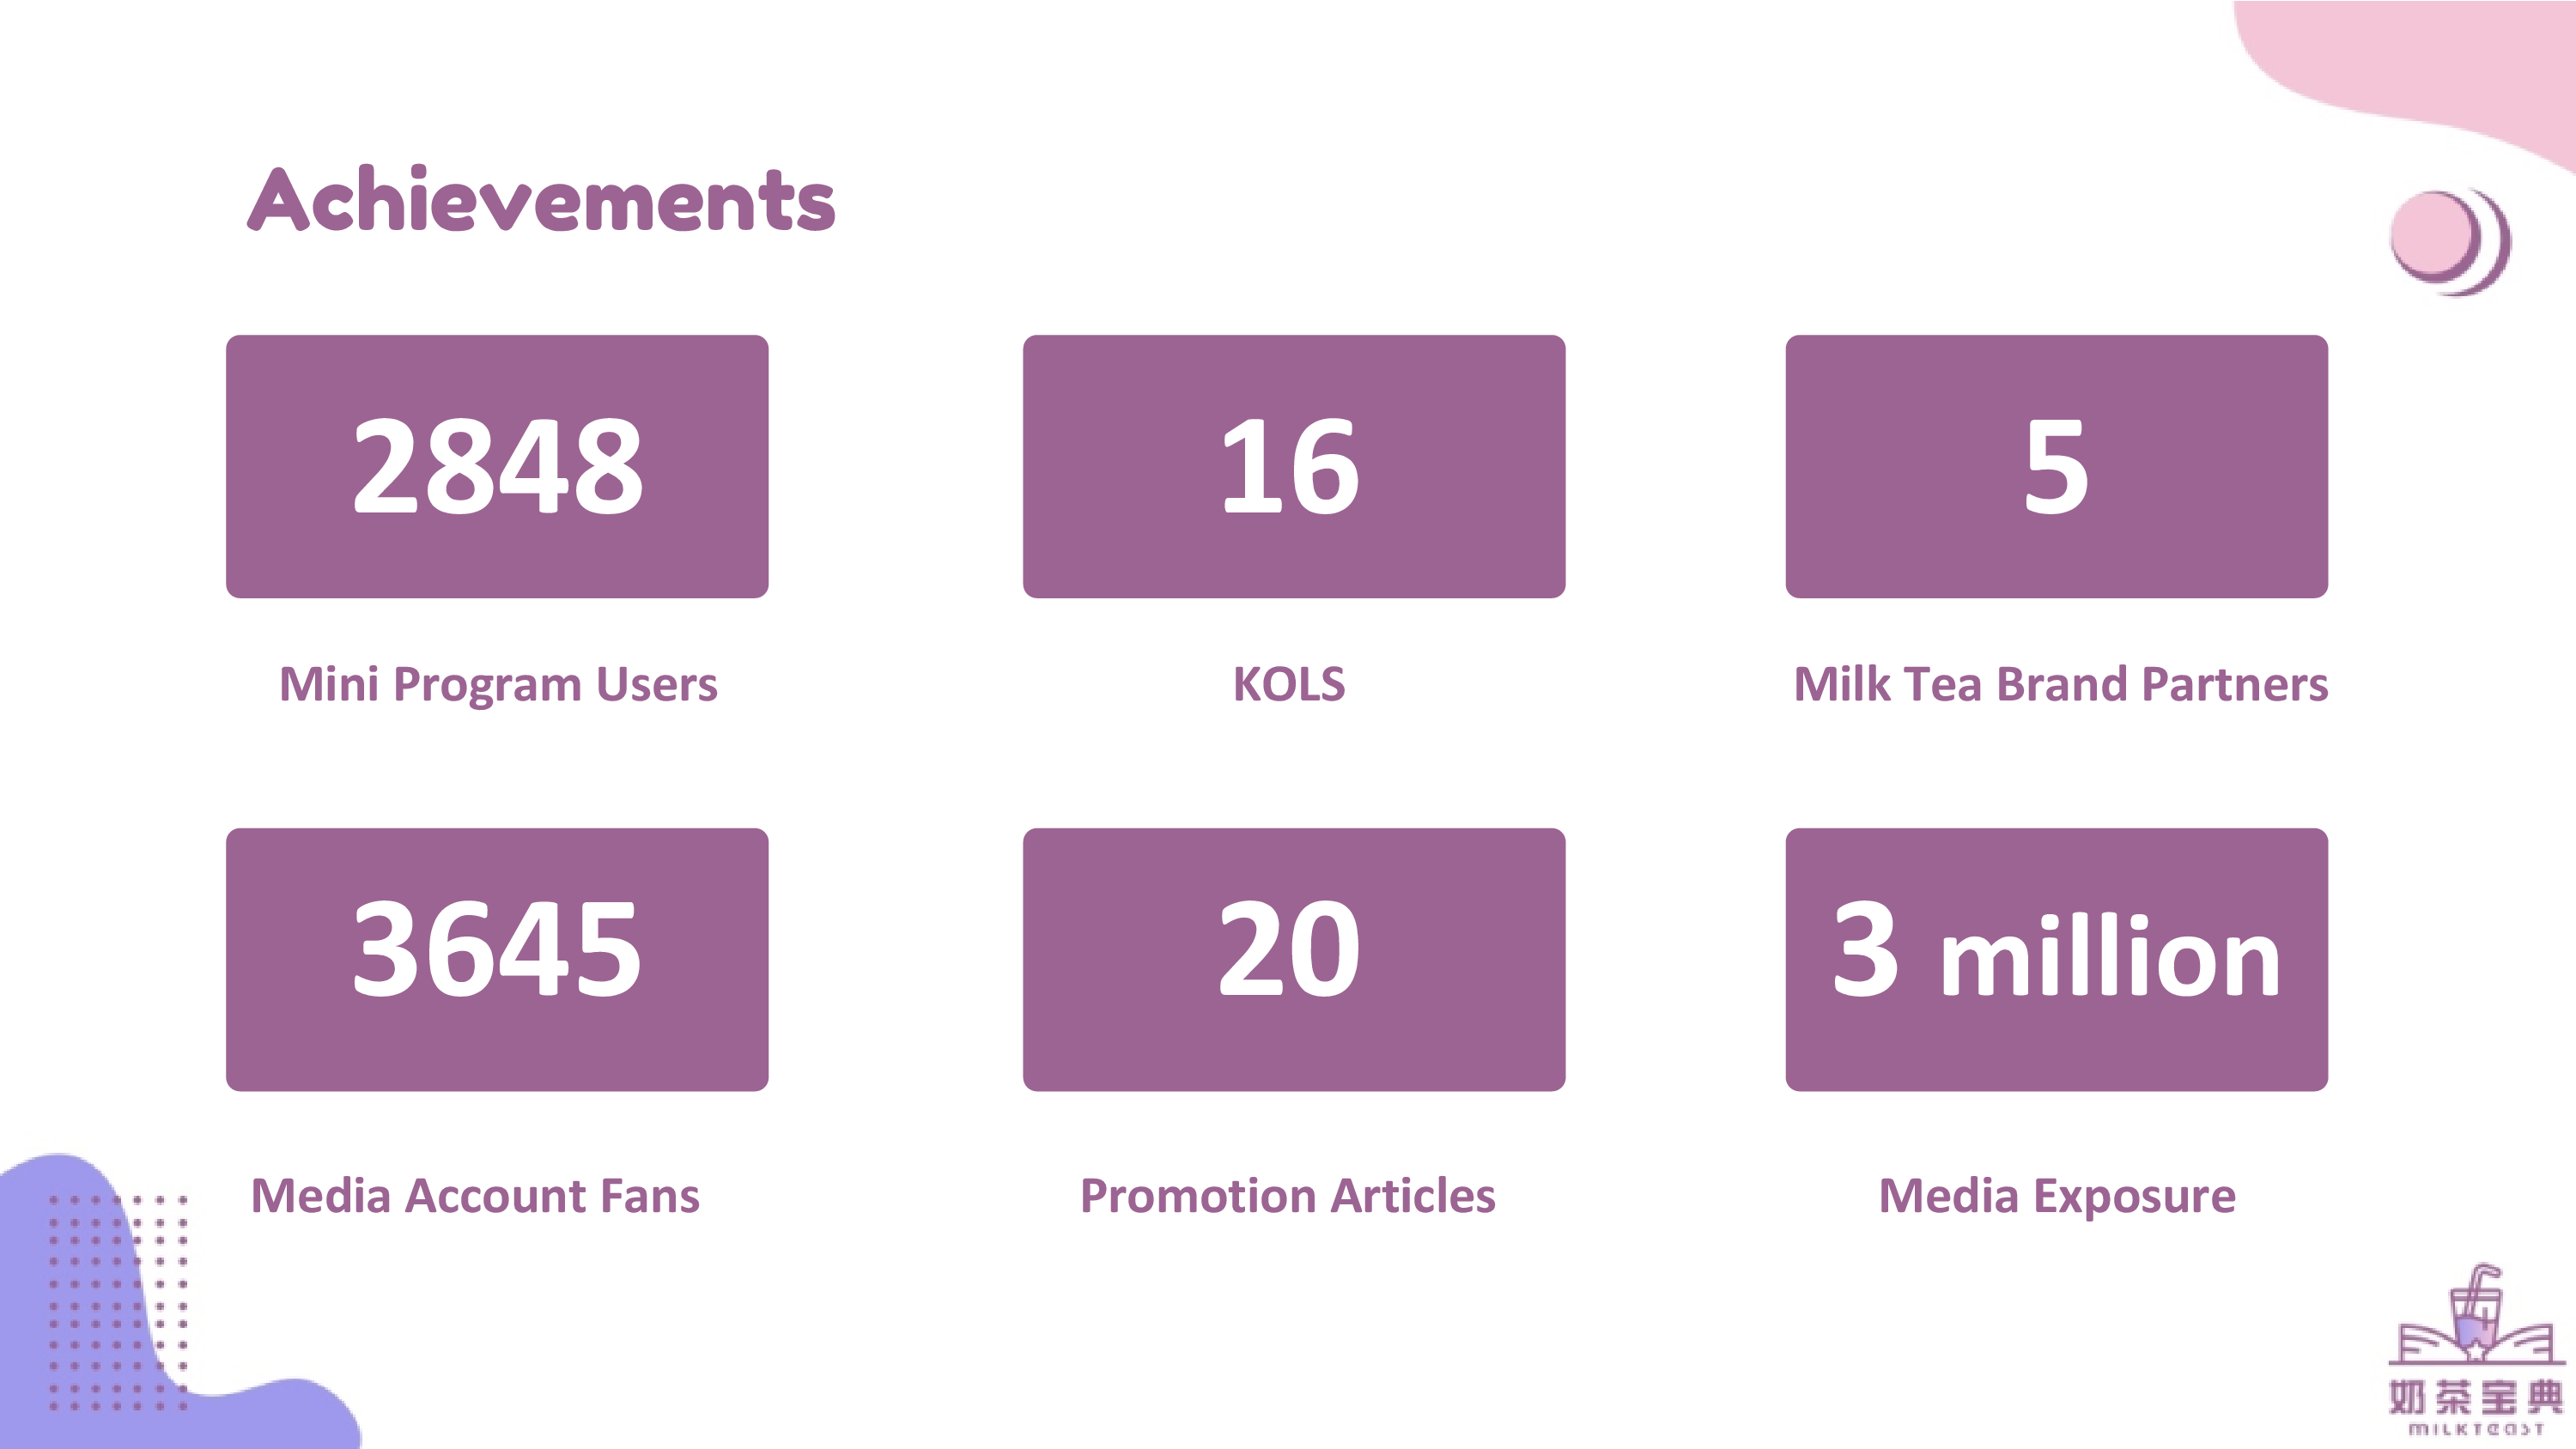 Achievements
2848
16
5
Mini Program Users
KOLS
Milk Tea Brand Partners
3645
20
3 million
Media Account Fans
Promotion Articles
Media Exposure
奶茶宝典